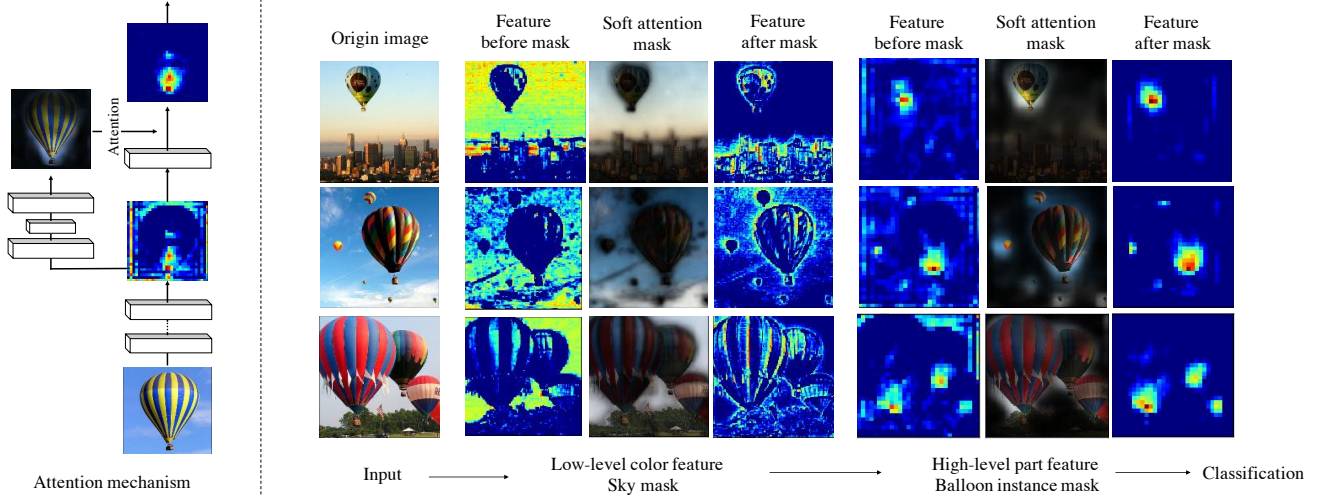 Attention
Attention mechanism
Origin image
Feature
before mask
Soft attention
mask
Feature
after mask
Feature
before mask
Soft attention
mask
Feature
after mask
Input
Low-level color feature
Sky mask
High-level part feature
Balloon instance mask
Classification